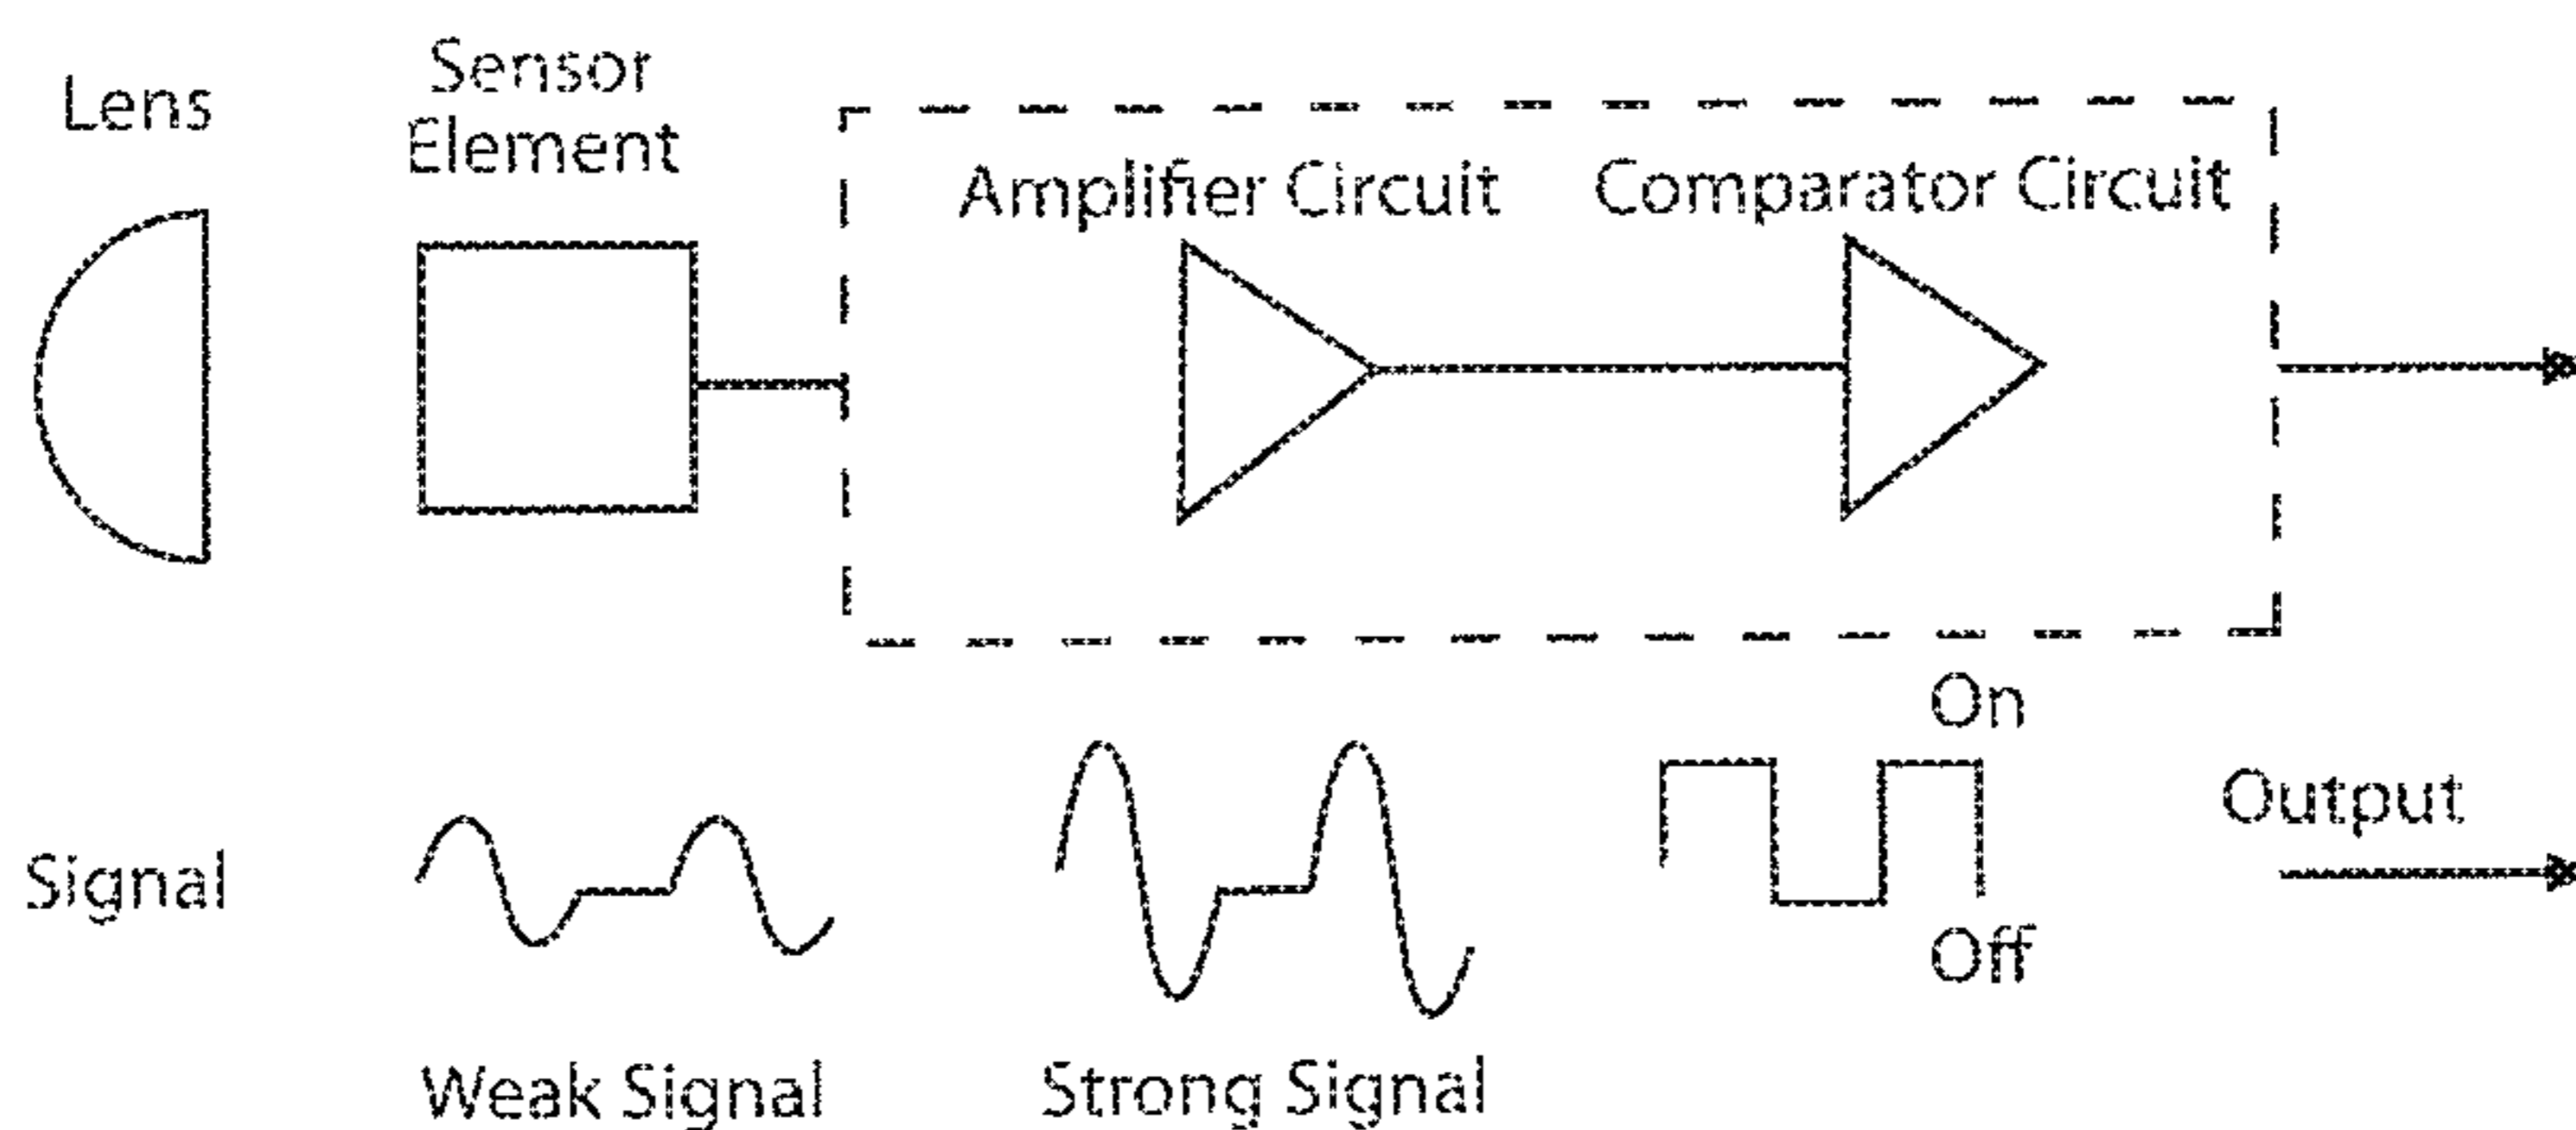 Lens
Sensor
Element
Amplifier Circuit
Comparator Circuit
On
Output
Signal
Off
Weak Signal
Strong Signal